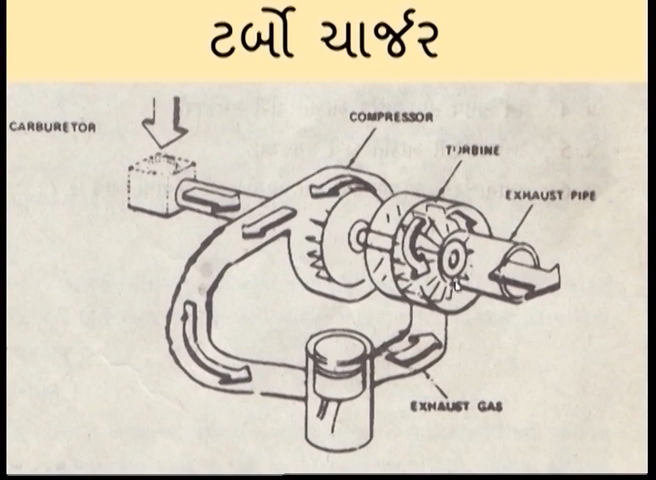 ટર્બો ચાર્જર
CARBURETOR
COMPRESSOR
TURBINE
EXHAUST PIPE
EXHAUST GAS